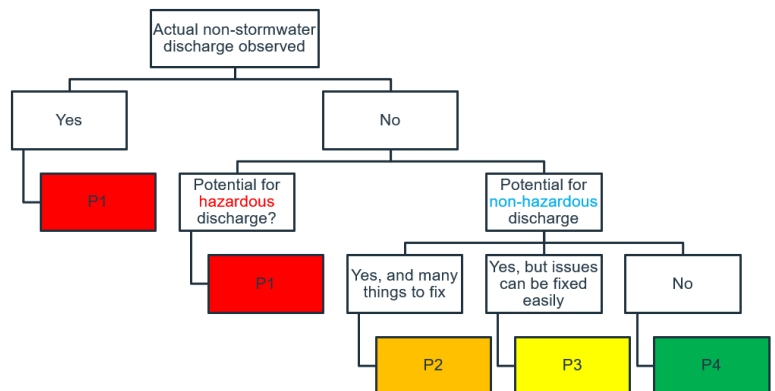 Actual non-stormwater
discharge observed
Yes
No
P1
Potential for
hazardous
discharge?
Potential for
non-hazardous
discharge
P1
Yes, and many
things to fix
Yes, but issues
can be fixed
easily
No
P2
P3
P4